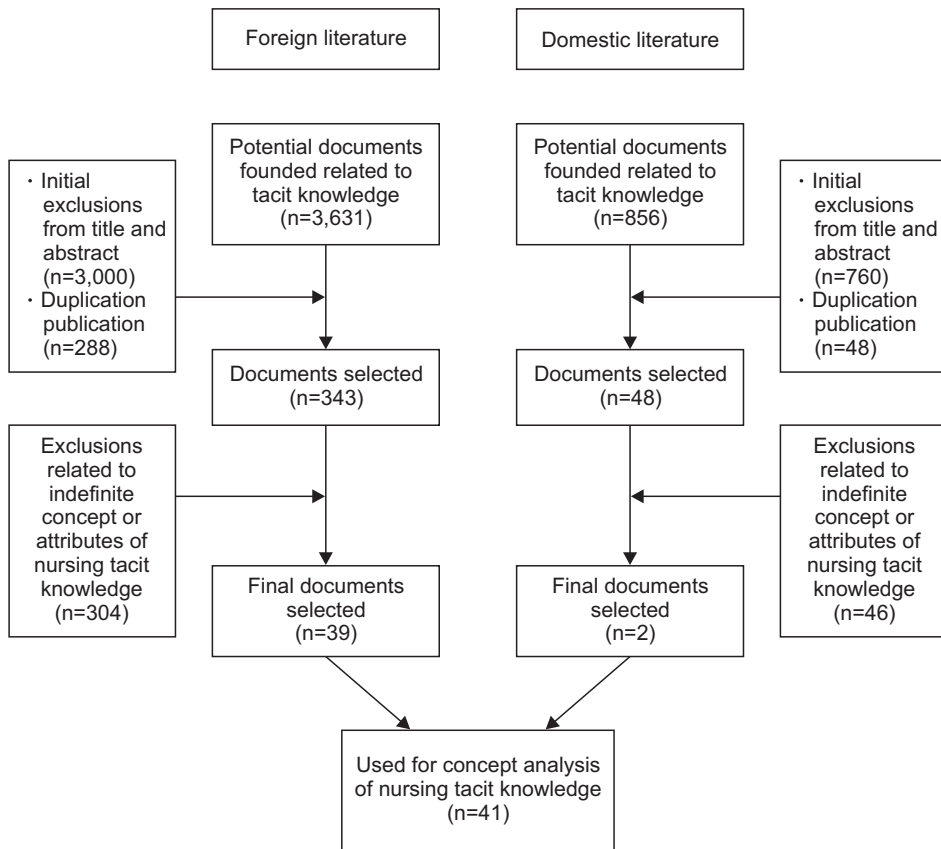 Foreign literature
Domestic literature
Potential documents
founded related to
tacit knowledge
(n=3,631)
Potential documents
founded related to
tacit knowledge
(n=856)
· Initial
exclusions
from title and
abstract
(n=3,000)
· Duplication
publication
(n=288)
· Initial
exclusions
from title and
abstract
(n=760)
· Duplication
publication
(n=48)
Documents selected
(n=343)
Documents selected
(n=48)
Exclusions
related to
indefinite
concept or
attributes of
nursing tacit
knowledge
(n=304)
Exclusions
related to
indefinite
concept or
attributes of
nursing tacit
knowledge
(n=46)
Final documents
selected
(n=39)
Final documents
selected
(n=2)
Used for concept analysis
of nursing tacit knowledge
(n=41)